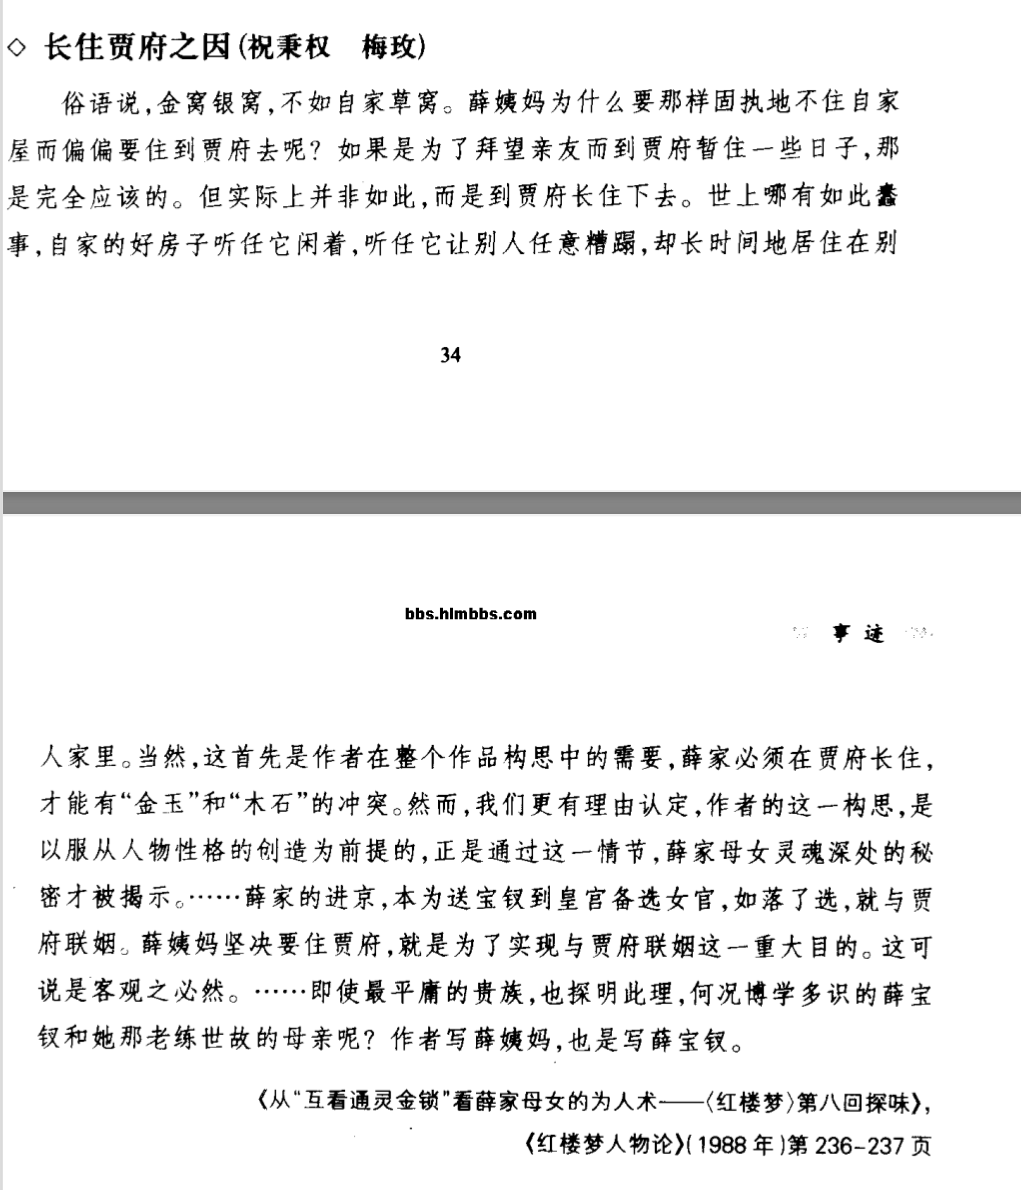 ◇ 长住贾府之因(祝秉权 梅玫)
俗语说,金窝银窝,不如自家草窝。薛姨妈为什么要那样固执地不住自家
屋而偏偏要住到贾府去呢?如果是为了拜望亲友而到贾府暂住一些日子,那
是完全应该的。但实际上并非如此,而是到贾府长住下去。世上哪有如此蠢
事,自家的好房子听任它闲着,听任它让别人任意糟蹋,却长时间地居住在别
34
bbs.hlmbbs.com
事迹
人家里。当然,这首先是作者在整个作品构思中的需要,薛家必须在贾府长住,
才能有“金玉”和“木石”的冲突。然而,我们更有理由认定,作者的这一构思,是
以服从人物性格的创造为前提的,正是通过这一情节,薛家母女灵魂深处的秘
密才被揭示。……薛家的进京,本为送宝钗到皇宫备选女官,如落了选,就与贾
府联姻。薛姨妈坚决要住贾府,就是为了实现与贾府联姻这一重大目的。这可
说是客观之必然。……即使最平庸的贵族,也探明此理,何况博学多识的薛宝
钗和她那老练世故的母亲呢?作者写薛姨妈,也是写薛宝钗。
《从“互看通灵金锁”看薛家母女的为人术——〈红楼梦〉第八回探味》,
《红楼梦人物论》(1988年)第236-237页